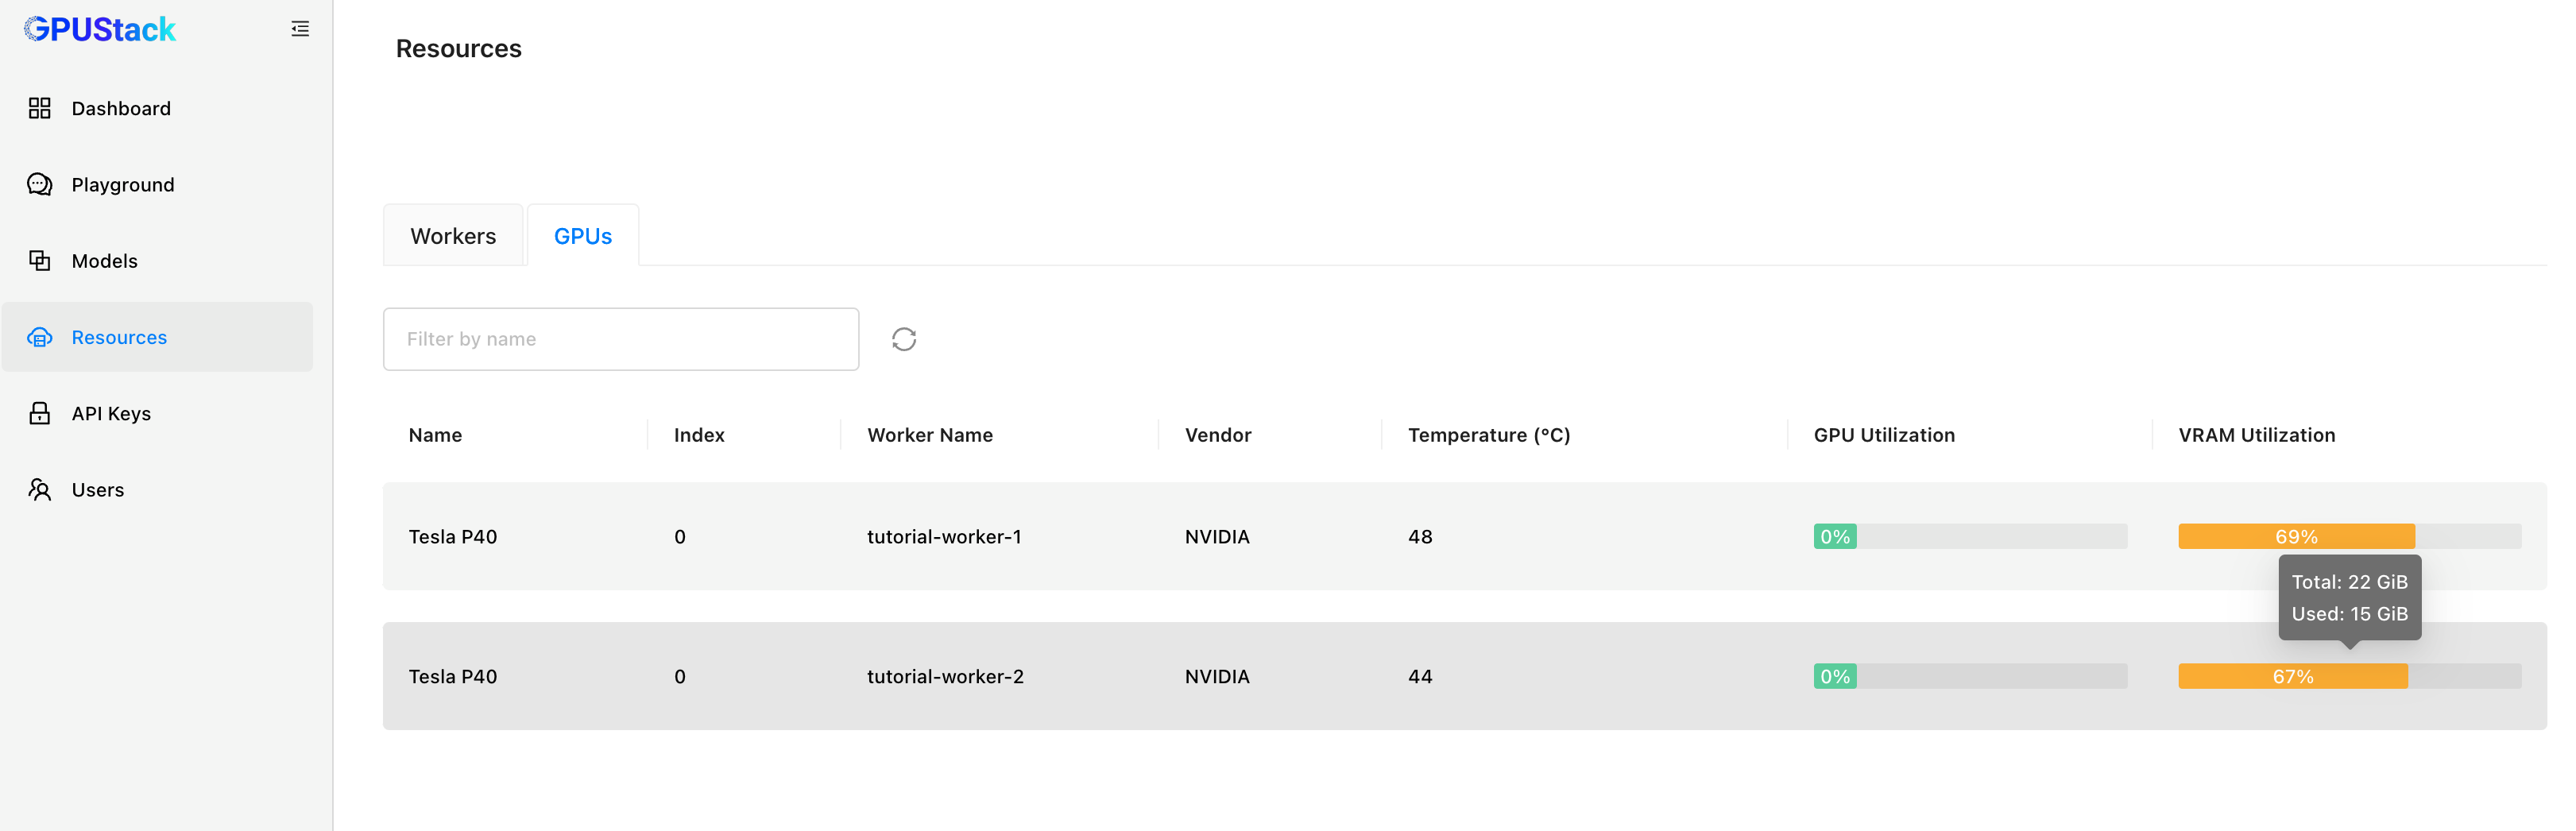 GPUStack
Dashboard
Playground
Models
Resources
API Keys
Users
Resources
Workers GPUs
Filter by name
Name Index Worker Name Vendor Temperature (°C) GPU Utilization VRAM Utilization
Tesla P40 0 tutorial-worker-1 NVIDIA 48 0% 69%
Total: 22 GiB
Used: 15 GiB
Tesla P40 0 tutorial-worker-2 NVIDIA 44 0% 67%